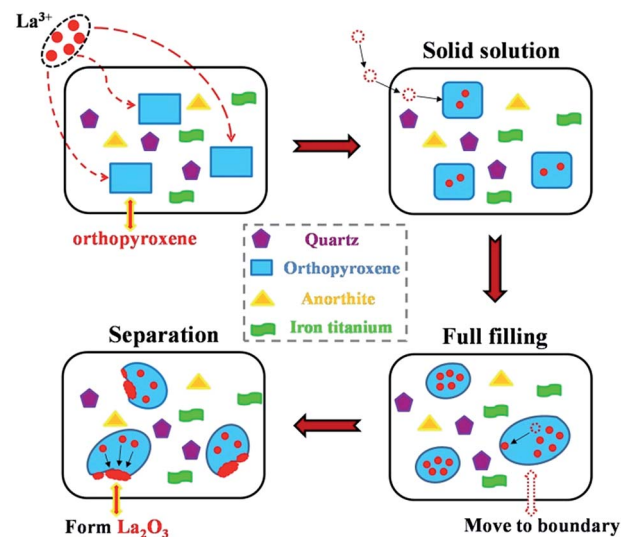 La³⁺
Solid solution
orthopyroxene
Quartz
Orthopyroxene
Anorthite
Iron titanium
Separation
Full filling
Form La₂O₃
Move to boundary